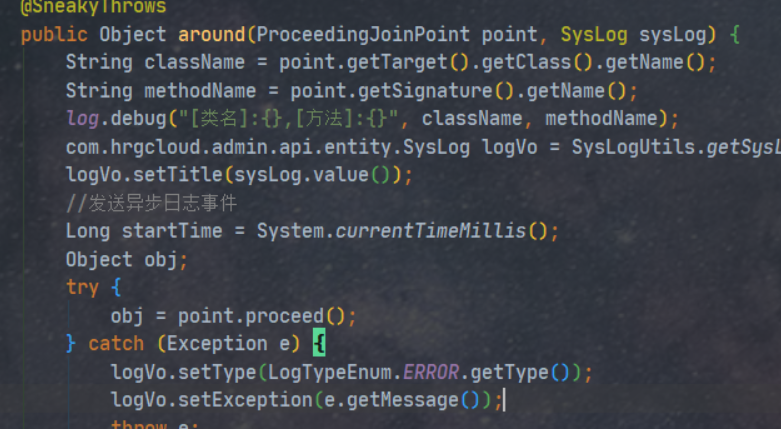 @SneakyThrows
public Object around(ProceedingJoinPoint point, SysLog sysLog) {
String className = point.getTarget().getClass().getName();
String methodName = point.getSignature().getName();
log.debug("[类名]:{},[方法]:{}", className, methodName);
com.hrgcloud.admin.api.entity.SysLog logVo = SysLogUtils.getSysL
logVo.setTitle(sysLog.value());
//发送异步日志事件
Long startTime = System.currentTimeMillis();
Object obj;
try {
obj = point.proceed();
} catch (Exception e) {
logVo.setType(LogTypeEnum.ERROR.getType());
logVo.setException(e.getMessage());
throw e;